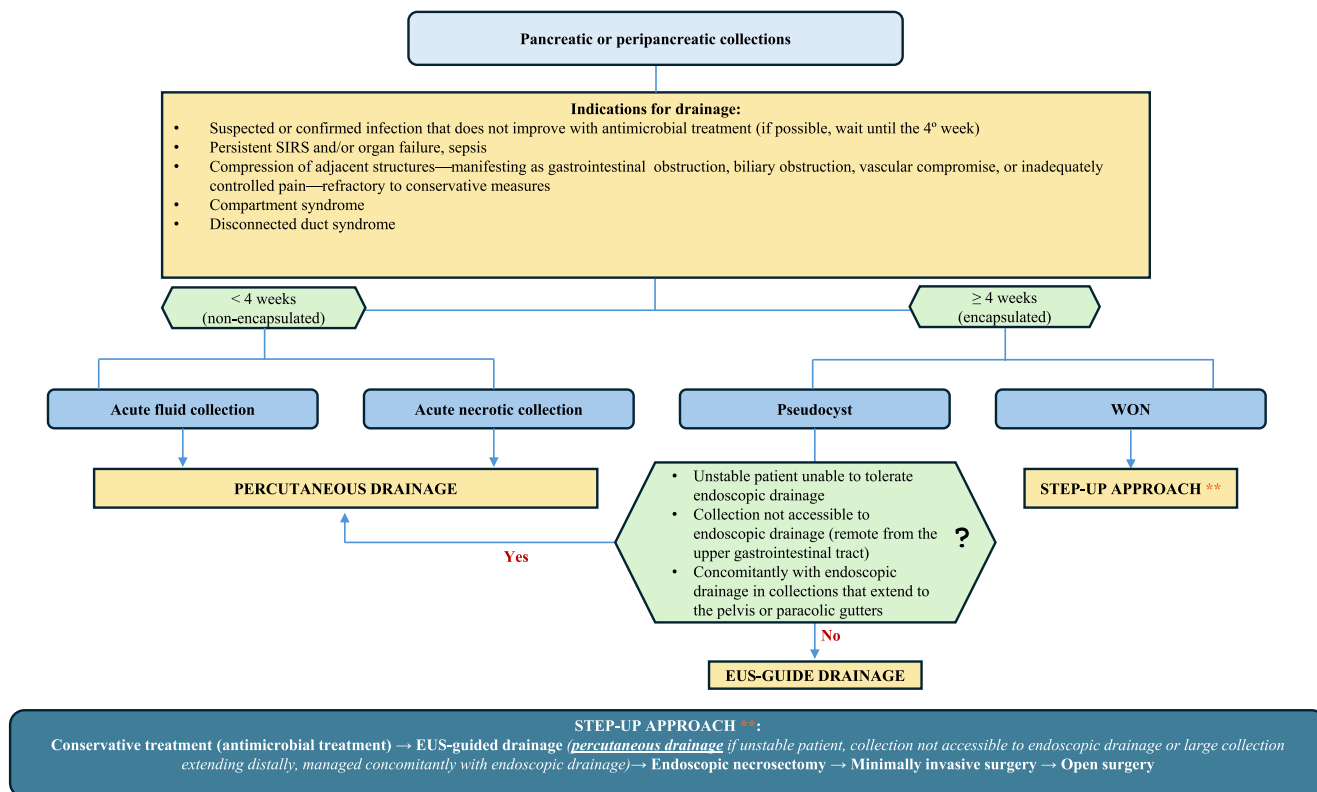 Pancreatic or peripancreatic collections
Indications for drainage:
• Suspected or confirmed infection that does not improve with antimicrobial treatment (if possible, wait until the 4º week)
• Persistent SIRS and/or organ failure, sepsis
• Compression of adjacent structures—manifesting as gastrointestinal obstruction, biliary obstruction, vascular compromise, or inadequately
controlled pain—refractory to conservative measures
• Compartment syndrome
• Disconnected duct syndrome
< 4 weeks
(non-encapsulated)
≥ 4 weeks
(encapsulated)
Acute fluid collection
Acute necrotic collection
Pseudocyst
WON
PERCUTANEOUS DRAINAGE
• Unstable patient unable to tolerate
endoscopic drainage
• Collection not accessible to
endoscopic drainage (remote from the
upper gastrointestinal tract)
• Concomitantly with endoscopic
drainage in collections that extend to
the pelvis or paracolic gutters
?
STEP-UP APPROACH **
Yes
No
EUS-GUIDE DRAINAGE
STEP-UP APPROACH **:
Conservative treatment (antimicrobial treatment) → EUS-guided drainage (percutaneous drainage if unstable patient, collection not accessible to endoscopic drainage or large collection
extending distally, managed concomitantly with endoscopic drainage)→ Endoscopic necrosectomy → Minimally invasive surgery → Open surgery